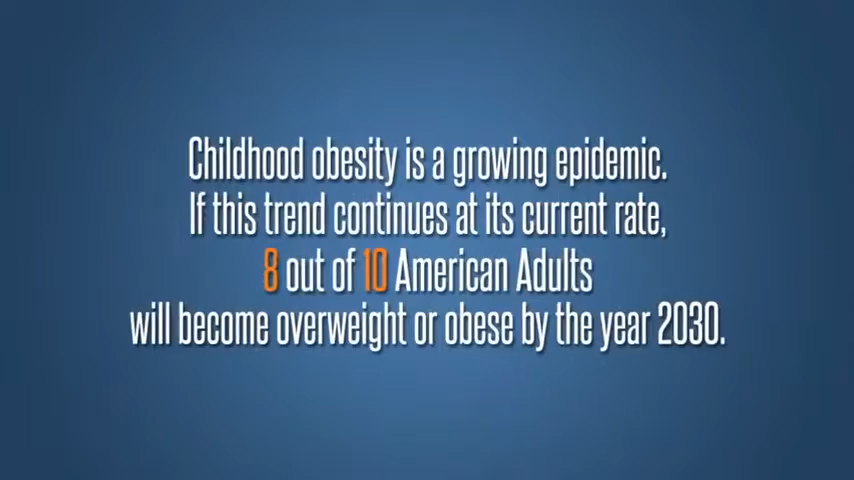 Childhood obesity is a growing epidemic.
If this trend continues at its current rate,
8 out of 10 American Adults
will become overweight or obese by the year 2030.